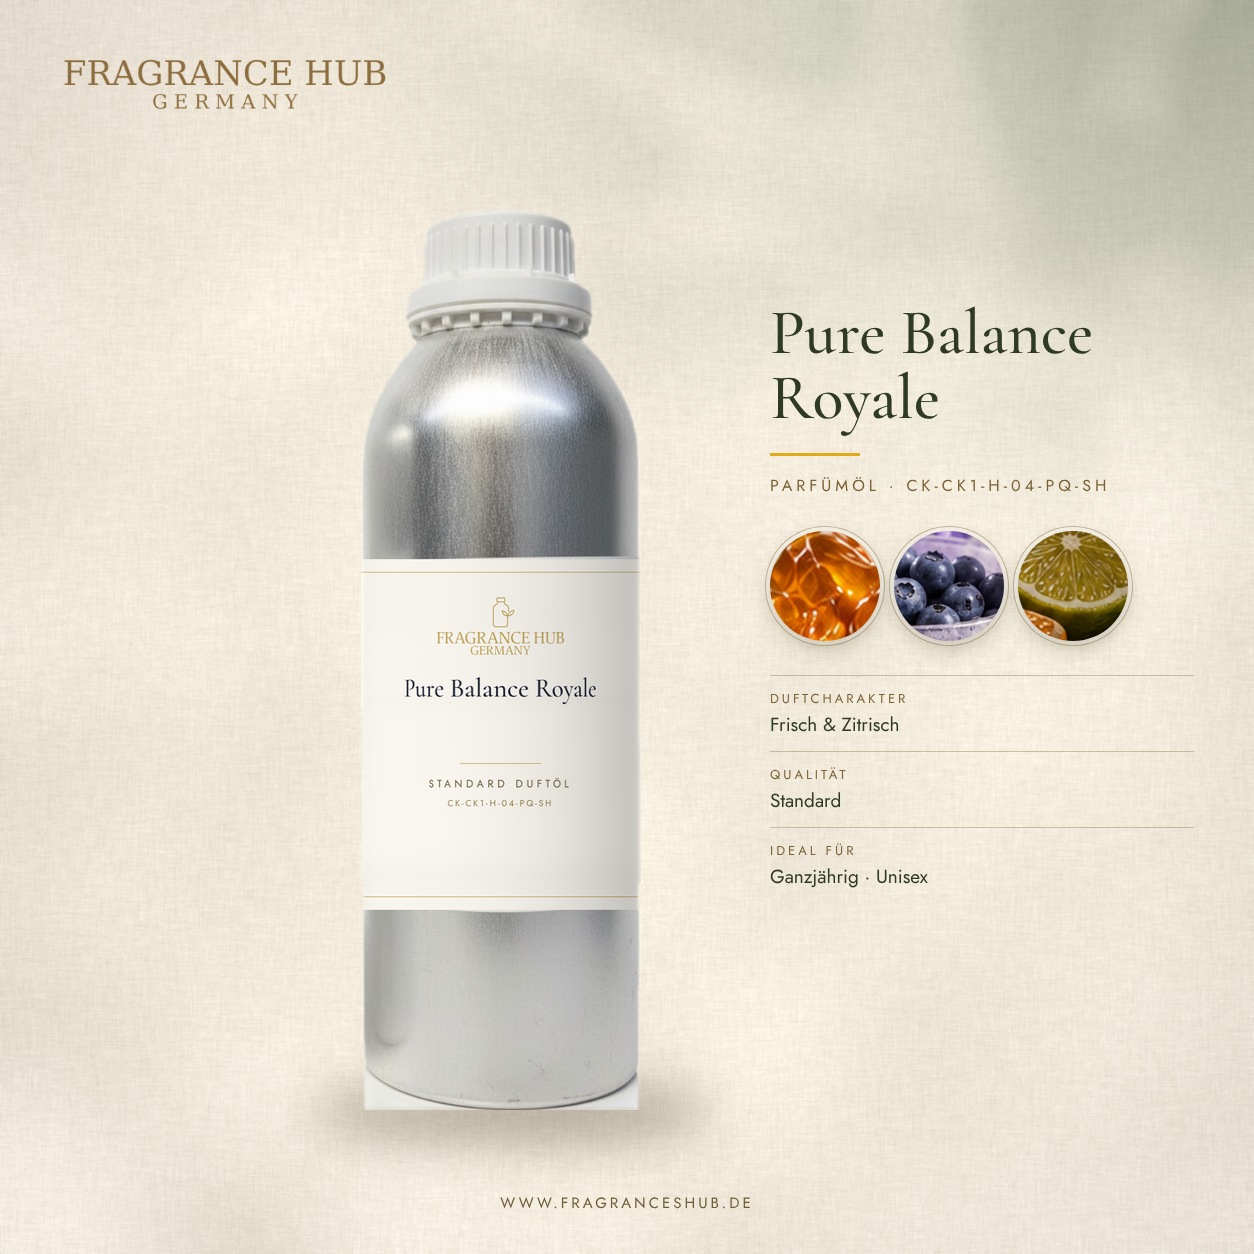 FRAGRANCE HUB
GERMANY
Pure Balance
Royale
PARFÜMÖL · CK-CK1-H-04-PQ-SH
DUFTCHARAKTER
Frisch & Zitrisch
QUALITÄT
Standard
IDEAL FÜR
Ganzjährig · Unisex
FRAGRANCE HUB
GERMANY
Pure Balance Royale
STANDARD DUFTÖL
CK-CK1-H-04-PQ-SH
WWW.FRAGRANCESHUB.DE